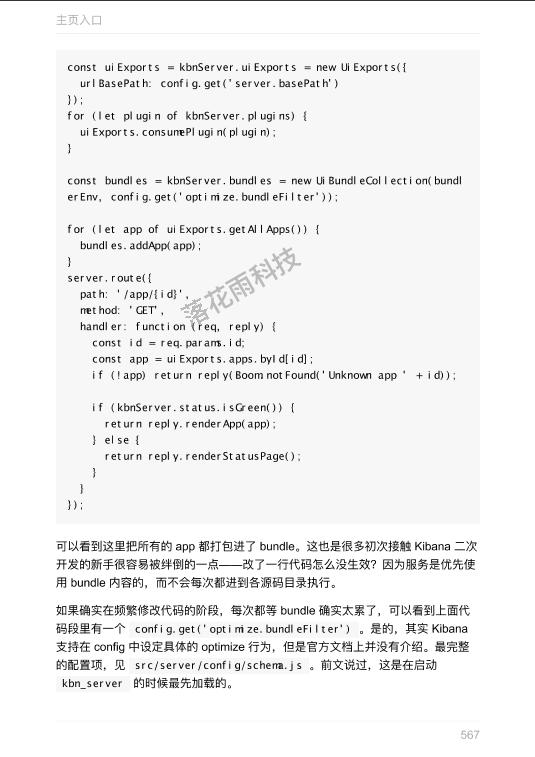 主页入口
const uiExports = kbnServer.uiExports = new UiExports({
urlBasePath: config.get('server.basePath')
});
for (let plugin of kbnServer.plugins) {
uiExports.consumePlugin(plugin);
}
const bundles = kbnServer.bundles = new UiBundleCollection(bundl
erEnv, config.get('optimize.bundleFilter'));
for (let app of uiExports.getAllApps()) {
bundles.addApp(app);
}
server.route({
path: '/app/{id}',
method: 'GET',
handler: function (req, reply) {
const id = req.params.id;
const app = uiExports.apps.byId[id];
if (!app) return reply(Boom.notFound('Unknown app ' + id));
if (kbnServer.status.isGreen()) {
return reply.renderApp(app);
} else {
return reply.renderStatusPage();
}
}
});
落花雨科技
可以看到这里把所有的 app 都打包进了 bundle。这也是很多初次接触 Kibana 二次
开发的新手很容易被绊倒的一点——改了一行代码怎么没生效？因为服务是优先使
用 bundle 内容的，而不会每次都进到各源码目录执行。
如果确实在频繁修改代码的阶段，每次都等 bundle 确实太累了，可以看到上面代
码段里有一个 config.get('optimize.bundleFilter') 。是的，其实 Kibana
支持在 config 中设定具体的 optimize 行为，但是官方文档上并没有介绍。最完整
的配置项，见 src/server/config/schema.js 。前文说过，这是在启动
kbn_server 的时候最先加载的。
567